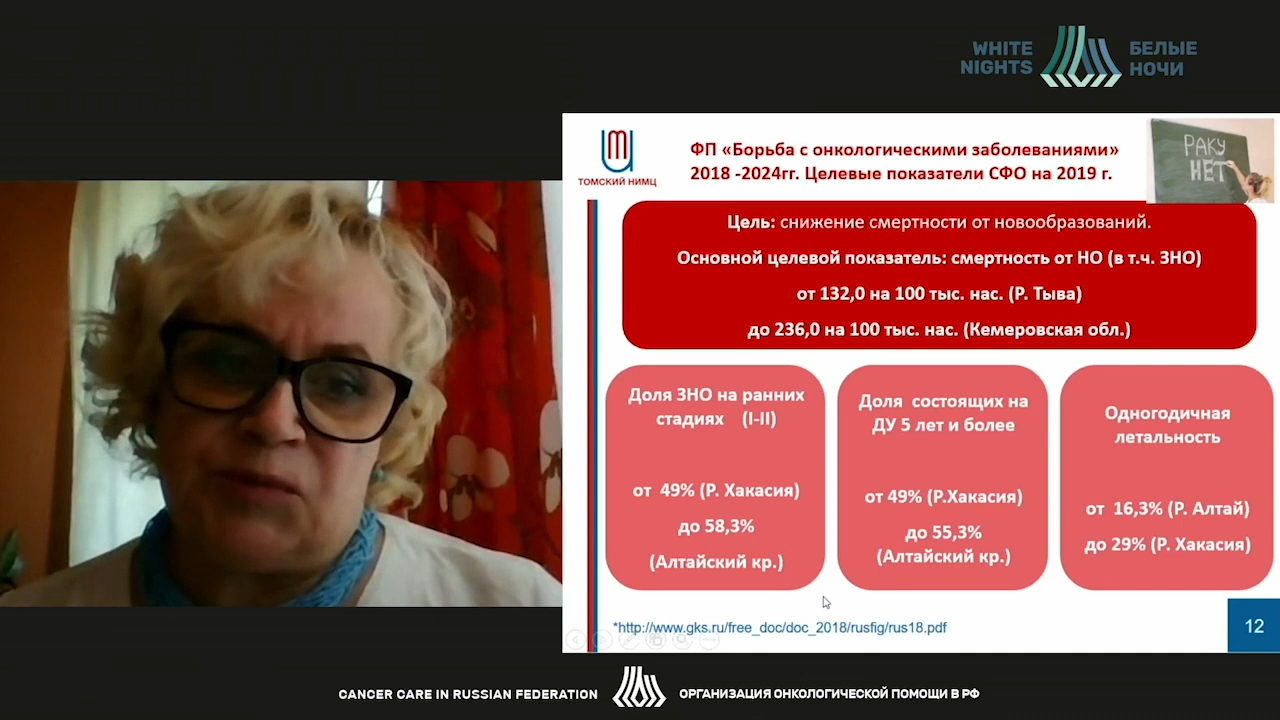 WHITE
NIGHTS
БЕЛЫЕ
НОЧИ
ТОМСКИЙ НИМЦ
ФП «Борьба с онкологическими заболеваниями»
2018 -2024гг. Целевые показатели СФО на 2019 г.
РАКУ
НЕТ
Цель: снижение смертности от новообразований.
Основной целевой показатель: смертность от НО (в т.ч. ЗНО)
от 132,0 на 100 тыс. нас. (Р. Тыва)
до 236,0 на 100 тыс. нас. (Кемеровская обл.)
Доля ЗНО на ранних
стадиях (I-II)
от 49% (Р. Хакасия)
до 58,3%
(Алтайский кр.)
Доля состоящих на
ДУ 5 лет и более
от 49% (Р.Хакасия)
до 55,3%
(Алтайский кр.)
Одногодичная
летальность
от 16,3% (Р. Алтай)
до 29% (Р. Хакасия)
*http://www.gks.ru/free_doc/doc_2018/rusfig/rus18.pdf
12
CANCER CARE IN RUSSIAN FEDERATION
ОРГАНИЗАЦИЯ ОНКОЛОГИЧЕСКОЙ ПОМОЩИ В РФ